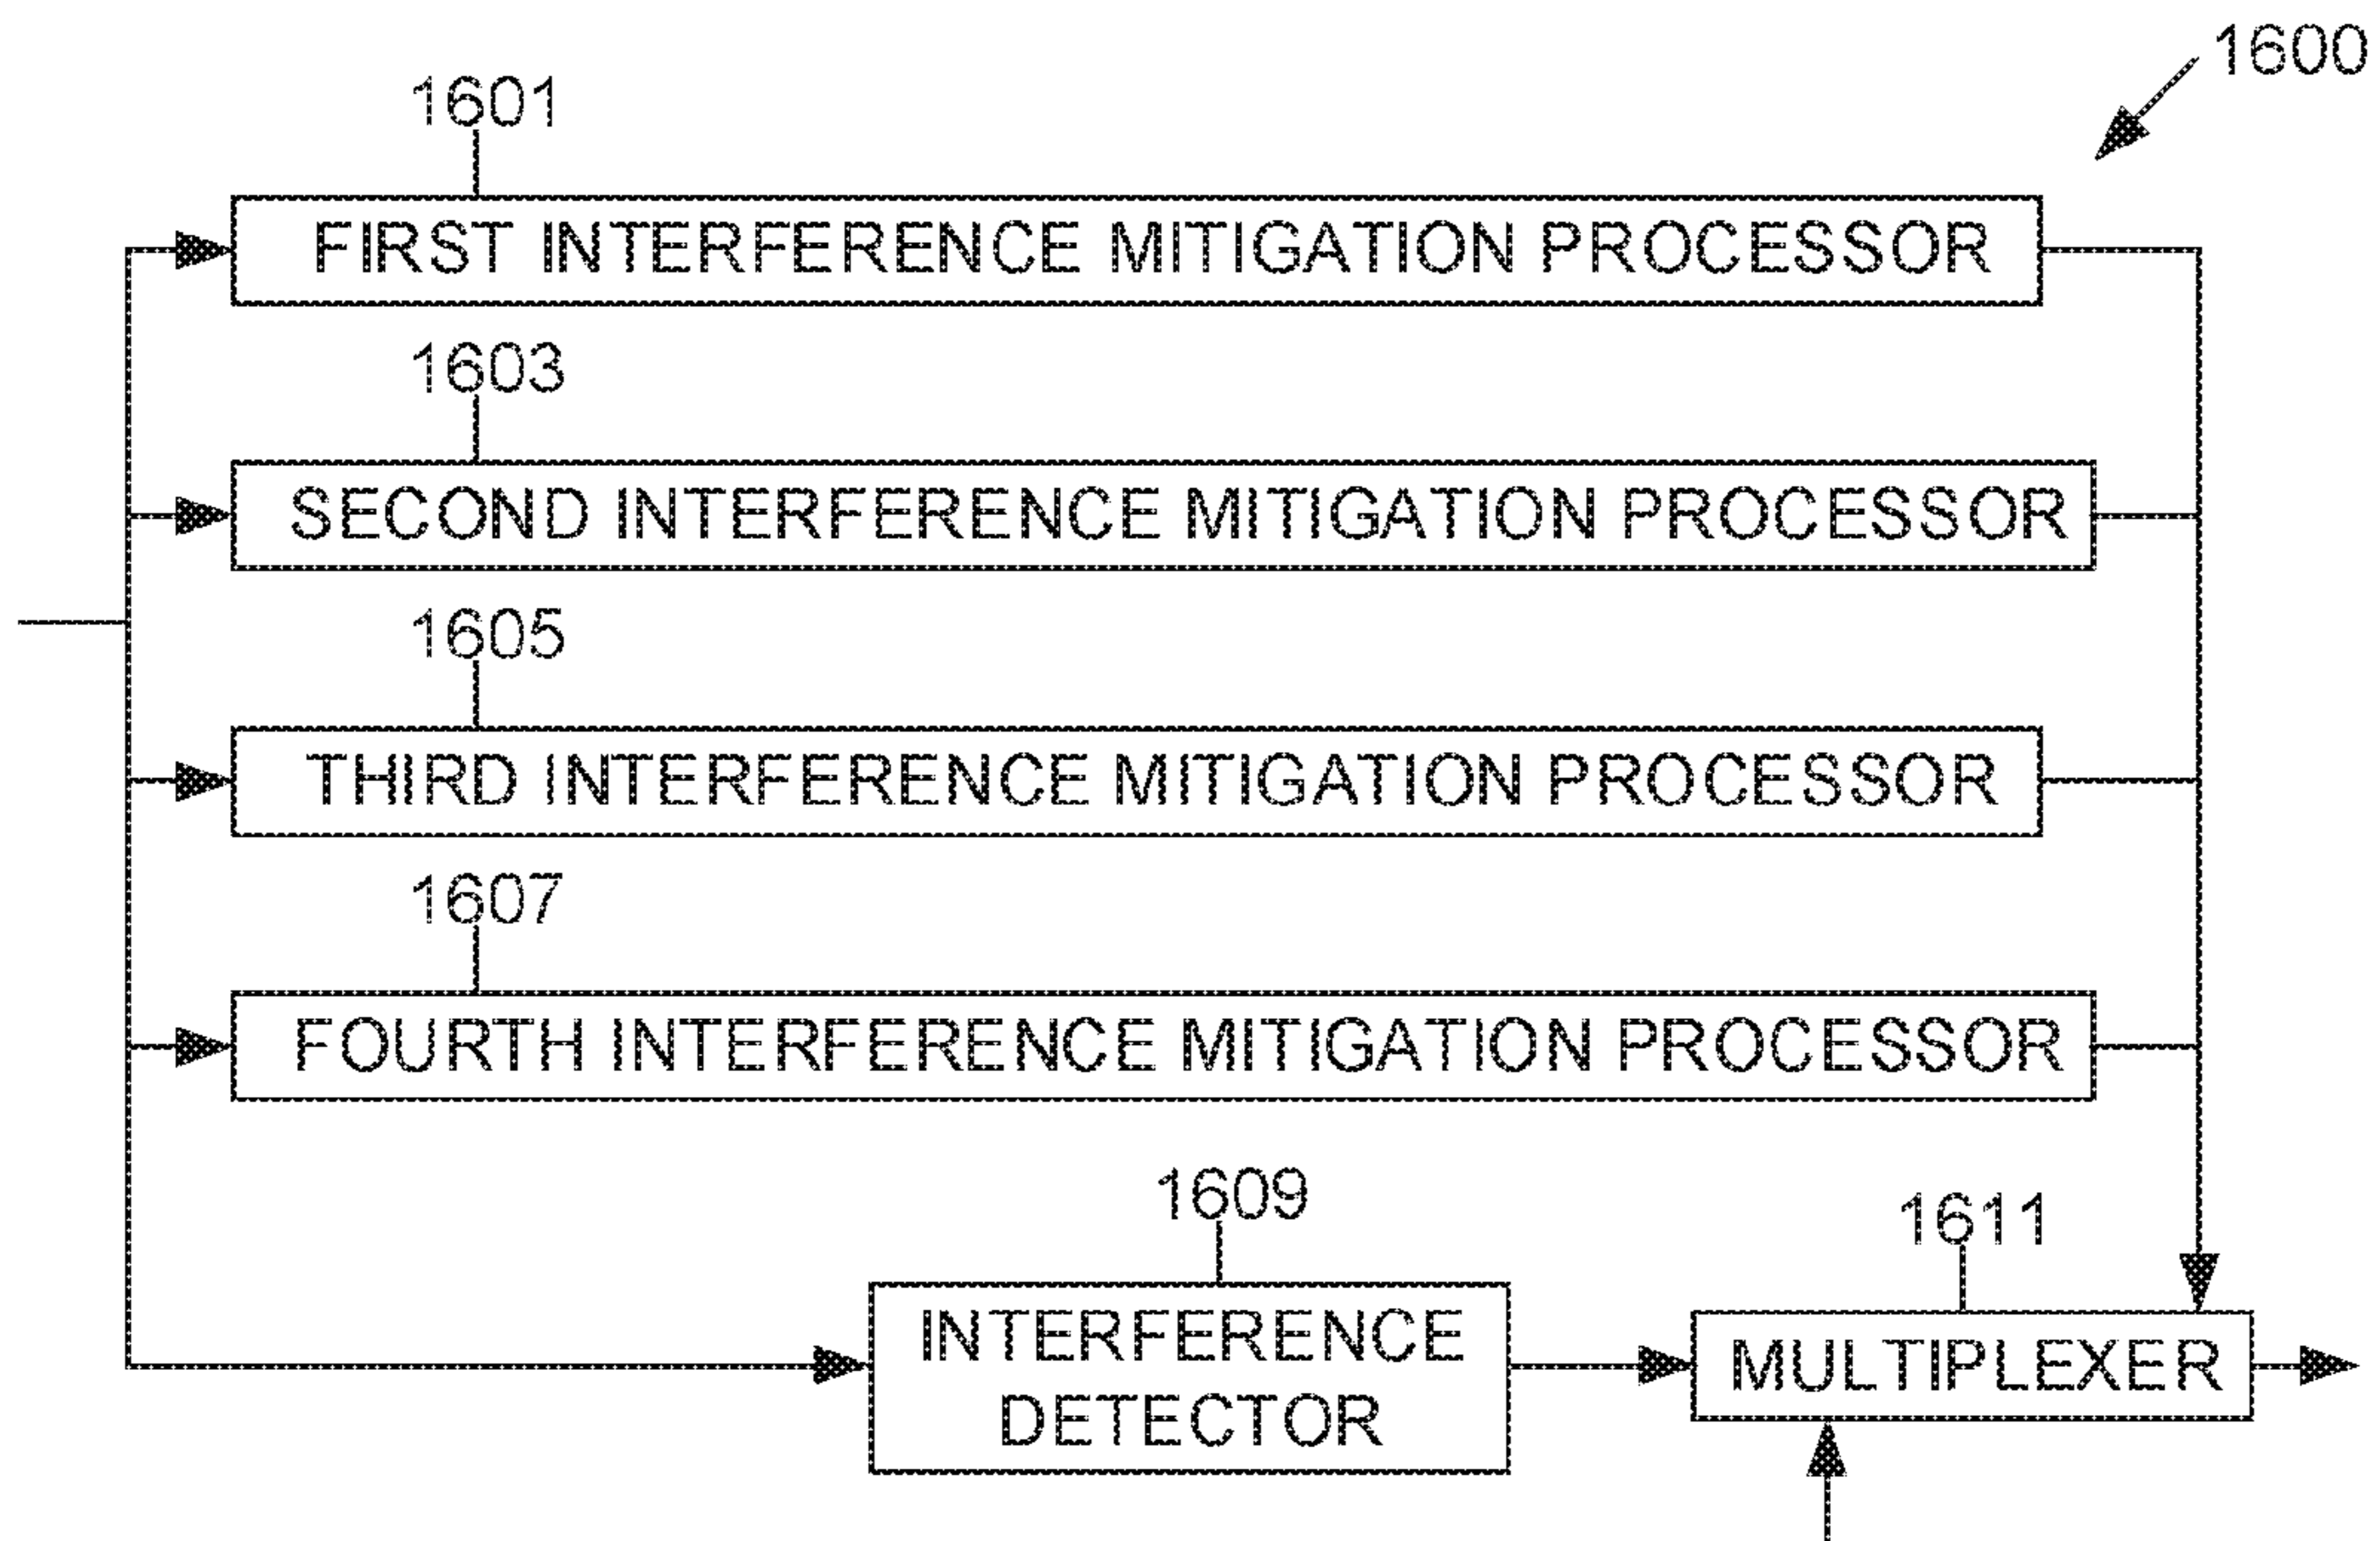 1600
1601
FIRST INTERFERENCE MITIGATION PROCESSOR
1603
SECOND INTERFERENCE MITIGATION PROCESSOR
1605
THIRD INTERFERENCE MITIGATION PROCESSOR
1607
FOURTH INTERFERENCE MITIGATION PROCESSOR
1609
INTERFERENCE
DETECTOR
1611
MULTIPLEXER